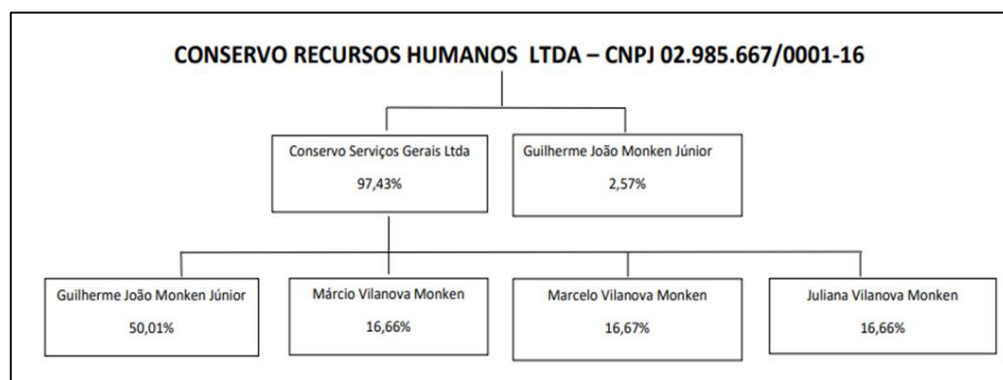 CONSERVO RECURSOS HUMANOS LTDA – CNPJ 02.985.667/0001-16
Conservo Serviços Gerais Ltda
97,43%
Guilherme João Monken Júnior
2,57%
Guilherme João Monken Júnior
50,01%
Márcio Vilanova Monken
16,66%
Marcelo Vilanova Monken
16,67%
Juliana Vilanova Monken
16,66%